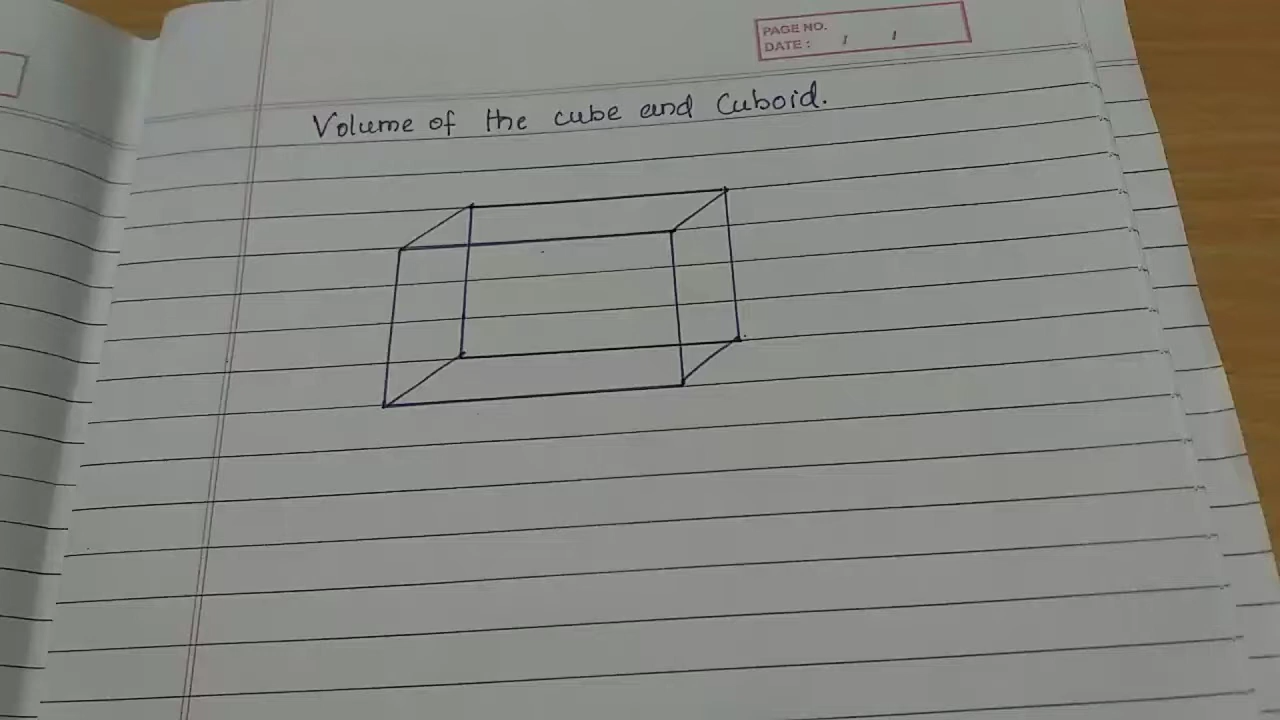 PAGE NO.
DATE : / /
Volume of the cube and Cuboid.